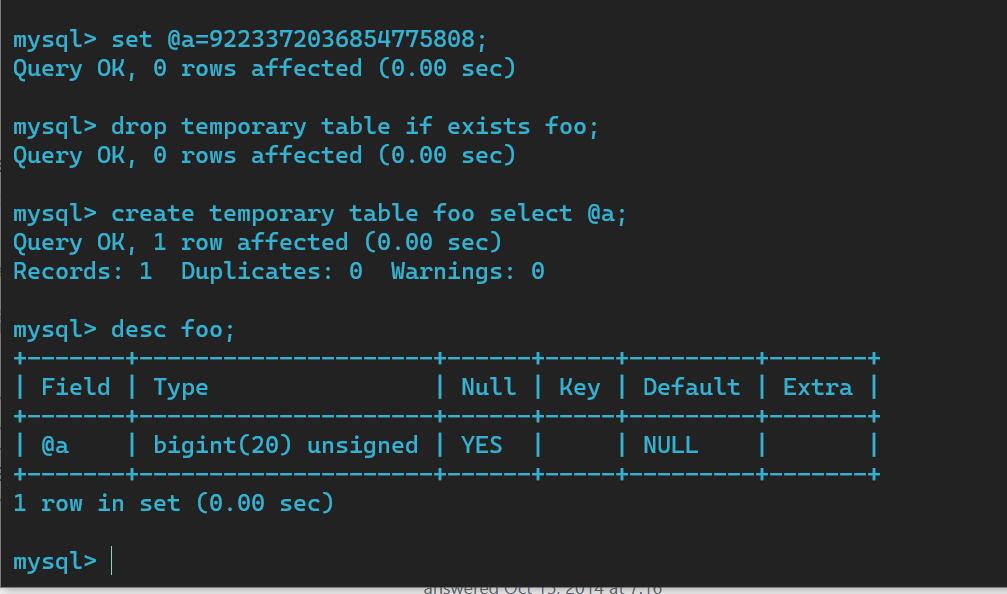 mysql> set @a=9223372036854775808;
Query OK, 0 rows affected (0.00 sec)
mysql> drop temporary table if exists foo;
Query OK, 0 rows affected (0.00 sec)
mysql> create temporary table foo select @a;
Query OK, 1 row affected (0.00 sec)
Records: 1  Duplicates: 0  Warnings: 0
mysql> desc foo;
+-------+---------------------+------+-----+---------+-------+
| Field | Type                | Null | Key | Default | Extra |
+-------+---------------------+------+-----+---------+-------+
| @a    | bigint(20) unsigned | YES  |     | NULL    |       |
+-------+---------------------+------+-----+---------+-------+
1 row in set (0.00 sec)
mysql>
answered Oct 15, 2014 at 7:16